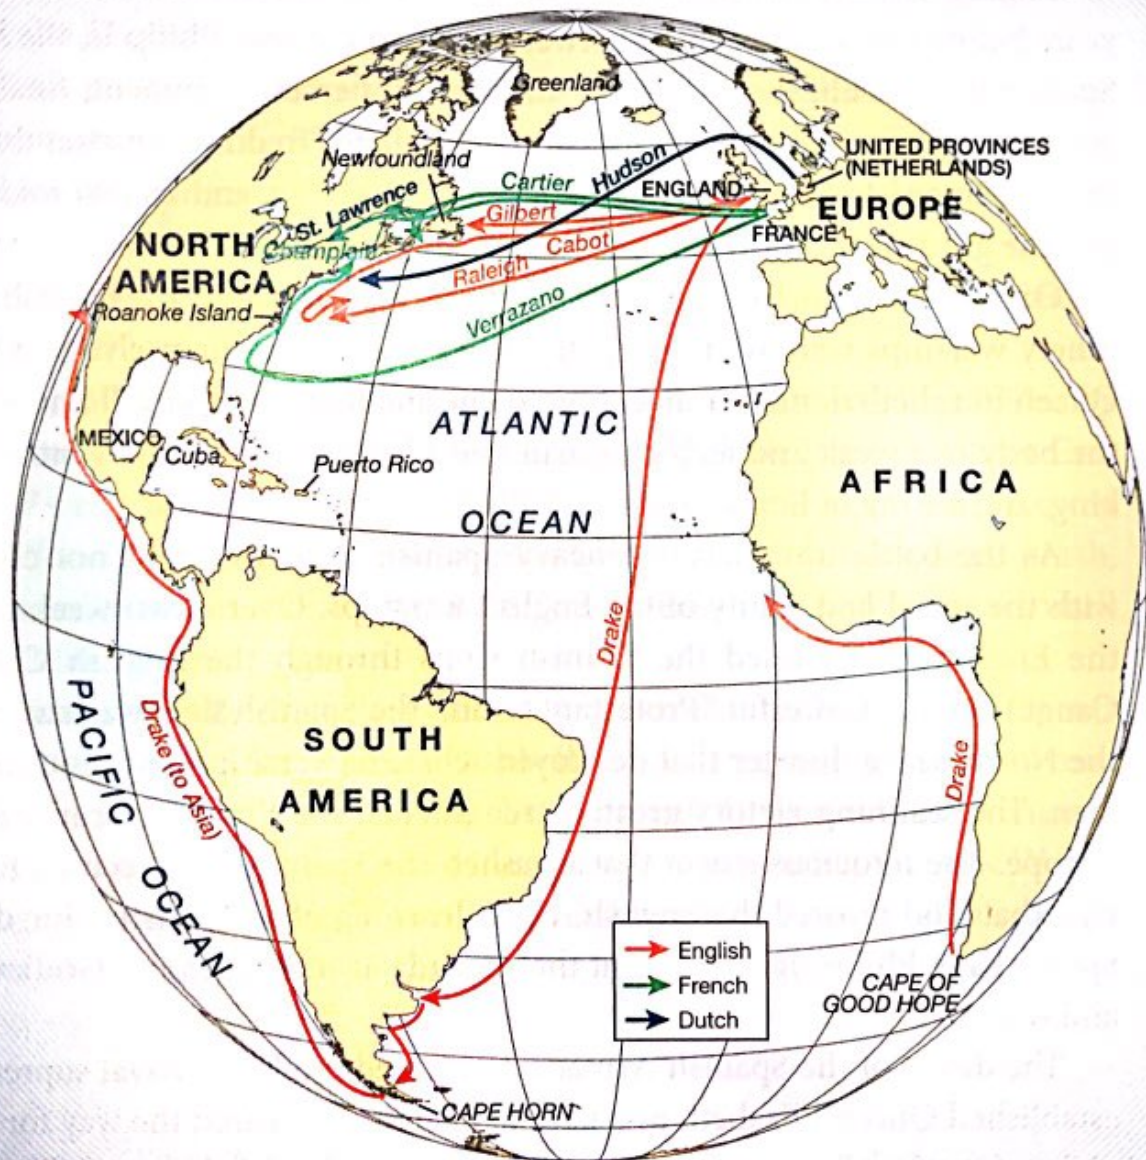 Greenland
Newfoundland
Hudson
UNITED PROVINCES
(NETHERLANDS)
Cartier
ENGLAND
St. Lawrence
EUROPE
Gilbert
FRANCE
NORTH
AMERICA
Champlain
Cabot
Raleigh
Roanoke Island
Verrazano
ATLANTIC
OCEAN
MEXICO
Cuba
Puerto Rico
AFRICA
Drake
PACIFIC
OCEAN
Drake (to Asia)
SOUTH
AMERICA
Drake
English
French
Dutch
CAPE OF
GOOD HOPE
CAPE HORN